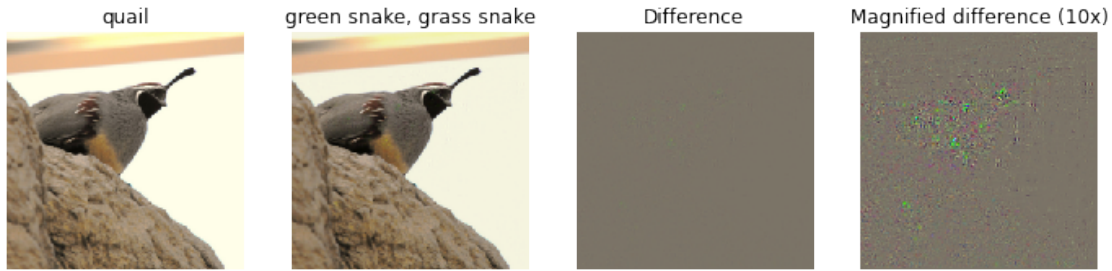 quail
green snake, grass snake
Difference
Magnified difference (10x)